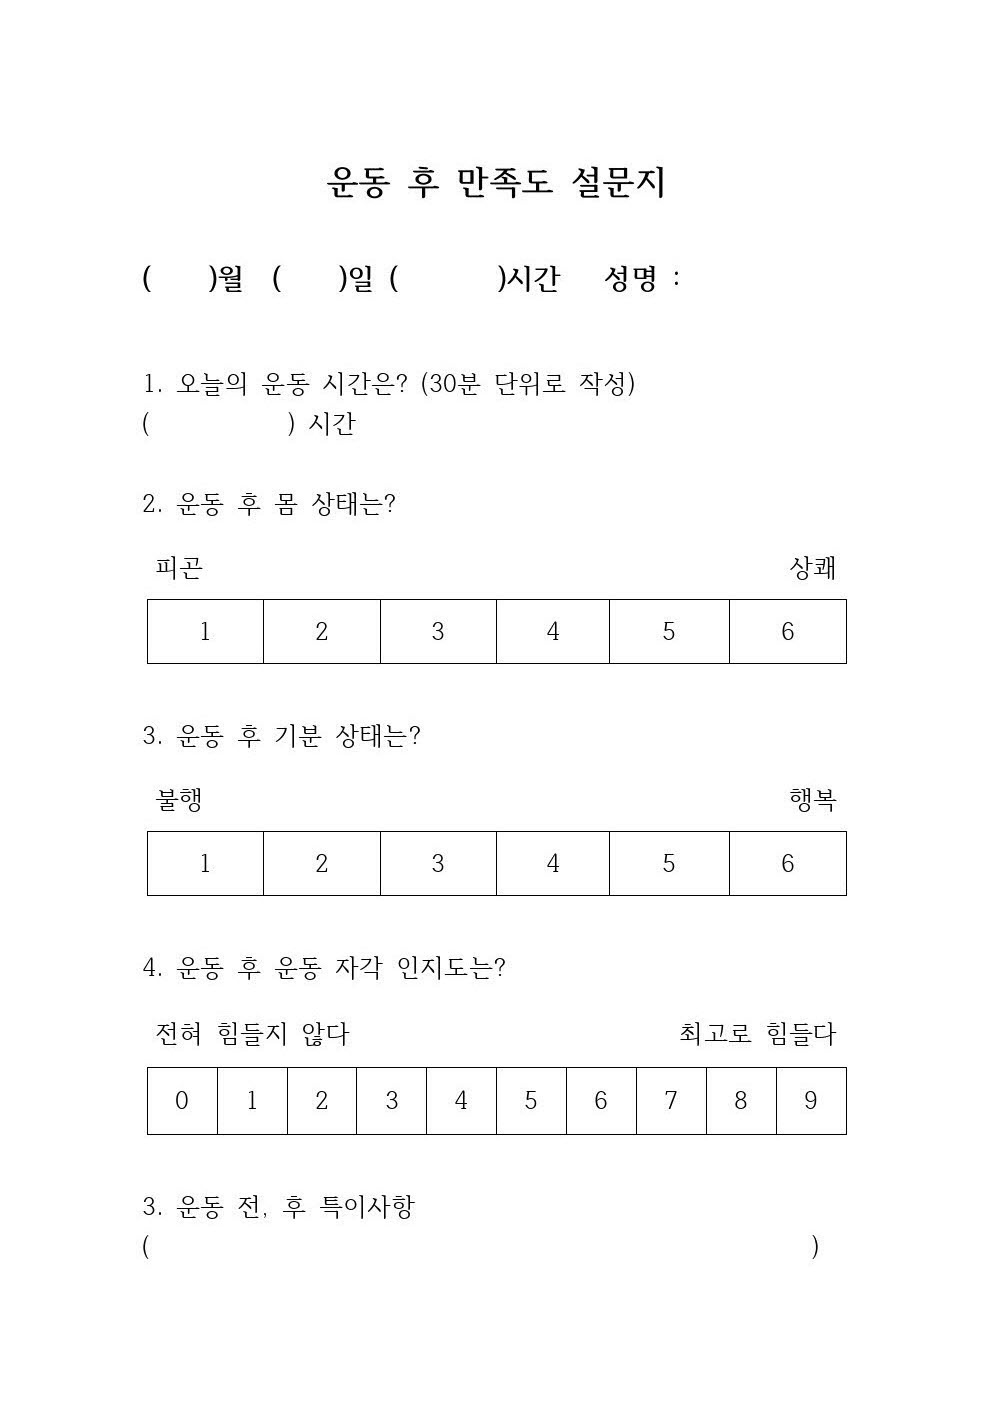 운동 후 만족도 설문지
(      )월  (      )일 (          )시간    성명 :
1. 오늘의 운동 시간은? (30분 단위로 작성)
(              ) 시간
2. 운동 후 몸 상태는?
피곤 상쾌
1 2 3 4 5 6
3. 운동 후 기분 상태는?
불행 행복
1 2 3 4 5 6
4. 운동 후 운동 자각 인지도는?
전혀 힘들지 않다 최고로 힘들다
0 1 2 3 4 5 6 7 8 9
3. 운동 전, 후 특이사항
(                                                                    )